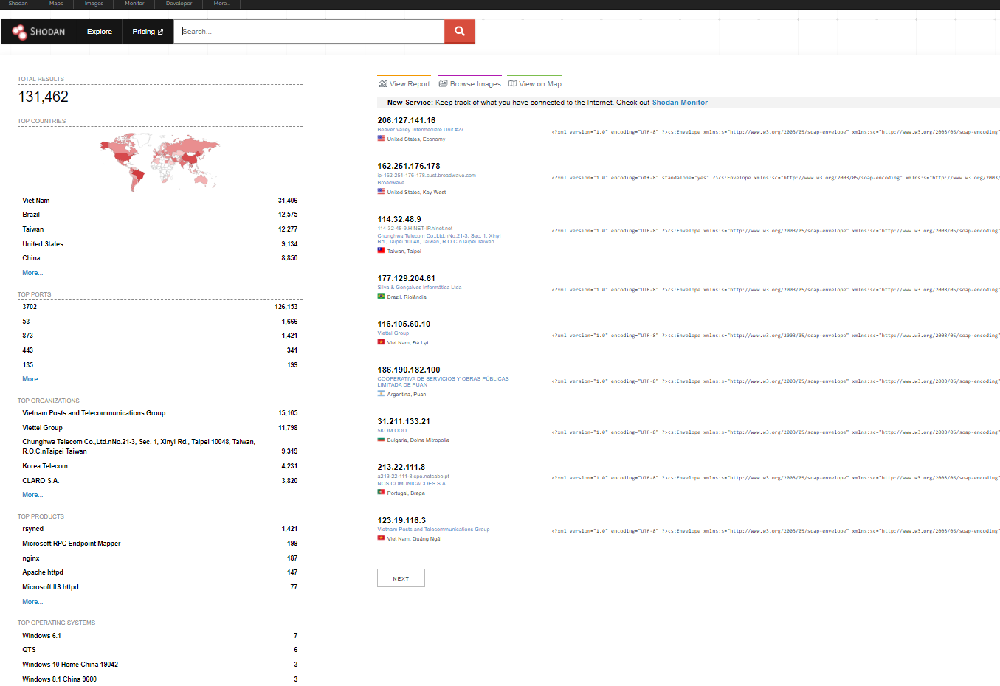 Shodan Maps Images Monitor Developer More...
SHODAN Explore Pricing Search...
TOTAL RESULTS
131,462
TOP COUNTRIES
Viet Nam 31,406
Brazil 12,575
Taiwan 12,277
United States 9,134
China 8,850
More...
TOP PORTS
3702 126,153
53 1,666
873 1,421
443 341
135 199
More...
TOP ORGANIZATIONS
Vietnam Posts and Telecommunications Group 15,105
Viettel Group 11,798
Chunghwa Telecom Co.,Ltd.nNo.21-3, Sec. 1, Xinyi Rd., Taipei 10048, Taiwan,
R.O.C.nTaipei Taiwan 9,319
Korea Telecom 4,231
CLARO S.A. 3,820
More...
TOP PRODUCTS
rsyncd 1,421
Microsoft RPC Endpoint Mapper 199
nginx 187
Apache httpd 147
Microsoft IIS httpd 77
More...
TOP OPERATING SYSTEMS
Windows 6.1 7
QTS 6
Windows 10 Home China 19042 3
Windows 8.1 China 9600 3
View Report Browse Images View on Map
New Service: Keep track of what you have connected to the Internet. Check out Shodan Monitor
206.127.141.16
Beaver Valley Intermediate Unit #27
United States, Economy
<?xml version="1.0" encoding="UTF-8" ?><s:Envelope xmlns:s="http://www.w3.org/2003/05/soap-envelope" xmlns:sc="http://www.w3.org/2003/05/soap-encoding"
162.251.176.178
ip-162-251-176-178.cust.broadwave.com
Broadwave
United States, Key West
<?xml version="1.0" encoding="utf-8" standalone="yes" ?><s:Envelope xmlns:sc="http://www.w3.org/2003/05/soap-encoding" xmlns:s="http://www.w3.org/2003/
114.32.48.9
114-32-48-9.HINET-IP.hinet.net
Chunghwa Telecom Co.,Ltd.nNo.21-3, Sec. 1, Xinyi
Rd., Taipei 10048, Taiwan, R.O.C.nTaipei Taiwan
Taiwan, Taipei
<?xml version="1.0" encoding="UTF-8" ?><s:Envelope xmlns:s="http://www.w3.org/2003/05/soap-envelope" xmlns:sc="http://www.w3.org/2003/05/soap-encoding"
177.129.204.61
Silva & Gonçalves Informática Ltda
Brazil, Riolândia
<?xml version="1.0" encoding="UTF-8" ?><s:Envelope xmlns:s="http://www.w3.org/2003/05/soap-envelope" xmlns:sc="http://www.w3.org/2003/05/soap-encoding"
116.105.60.10
Viettel Group
Viet Nam, Đà Lạt
<?xml version="1.0" encoding="UTF-8" ?><s:Envelope xmlns:s="http://www.w3.org/2003/05/soap-envelope" xmlns:sc="http://www.w3.org/2003/05/soap-encoding"
186.190.182.100
COOPERATIVA DE SERVICIOS Y OBRAS PÚBLICAS
LIMITADA DE PUAN
Argentina, Puan
<?xml version="1.0" encoding="UTF-8" ?><s:Envelope xmlns:s="http://www.w3.org/2003/05/soap-envelope" xmlns:sc="http://www.w3.org/2003/05/soap-encoding"
31.211.133.21
5KOM OOD
Bulgaria, Dolna Mitropolia
<?xml version="1.0" encoding="UTF-8" ?><s:Envelope xmlns:s="http://www.w3.org/2003/05/soap-envelope" xmlns:sc="http://www.w3.org/2003/05/soap-encoding"
213.22.111.8
a213-22-111-8.cpe.netcabo.pt
NOS COMUNICACOES S.A.
Portugal, Braga
<?xml version="1.0" encoding="UTF-8" ?><s:Envelope xmlns:s="http://www.w3.org/2003/05/soap-envelope" xmlns:sc="http://www.w3.org/2003/05/soap-encoding"
123.19.116.3
Vietnam Posts and Telecommunications Group
Viet Nam, Quảng Ngãi
<?xml version="1.0" encoding="UTF-8" ?><s:Envelope xmlns:s="http://www.w3.org/2003/05/soap-envelope" xmlns:sc="http://www.w3.org/2003/05/soap-encoding"
NEXT